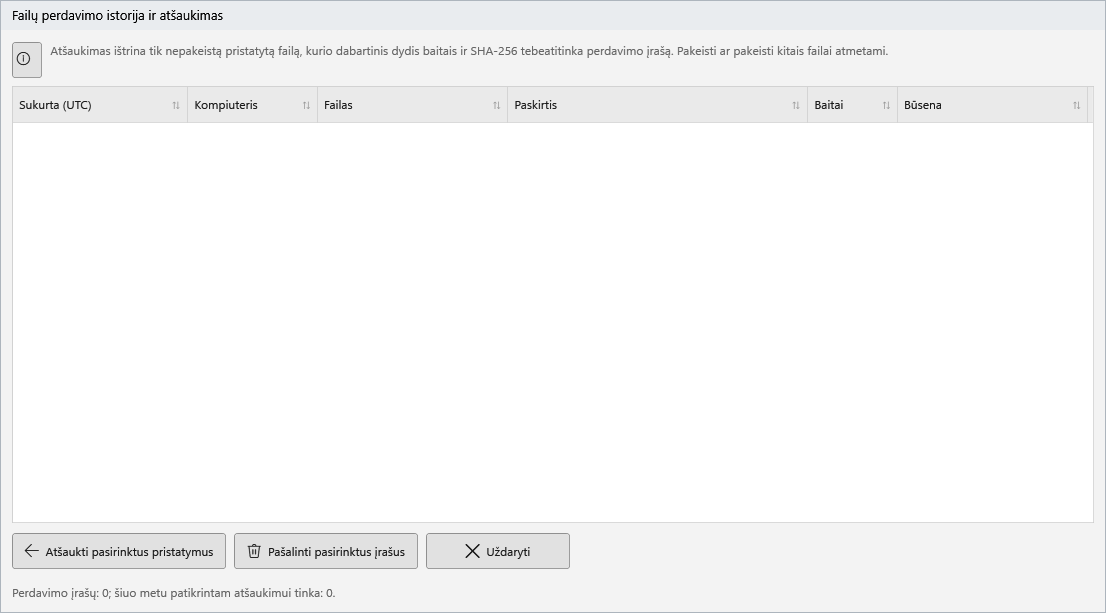 Failų perdavimo istorija ir atšaukimas
Atšaukimas ištrina tik nepakeistą pristatytą failą, kurio dabartinis dydis baitais ir SHA-256 tebeatitinka perdavimo įrašą. Pakeisti ar pakeisti kitais failai atmetami.
Sukurta (UTC) Kompiuteris Failas Paskirtis Baitai Būsena
Atšaukti pasirinktus pristatymus Pašalinti pasirinktus įrašus Uždaryti
Perdavimo įrašų: 0; šiuo metu patikrintam atšaukimui tinka: 0.